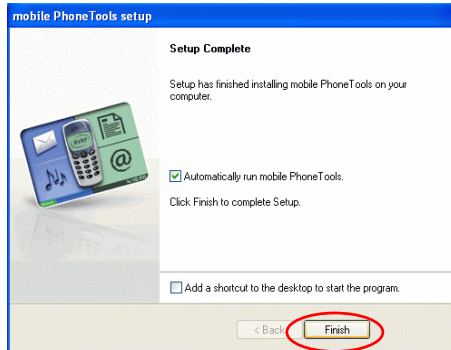 mobile PhoneTools setup
Setup Complete
Setup has finished installing mobile PhoneTools on your
computer.
@
Automatically run mobile PhoneTools.
Click Finish to complete Setup.
Add a shortcut to the desktop to start the program.
< Back
Finish